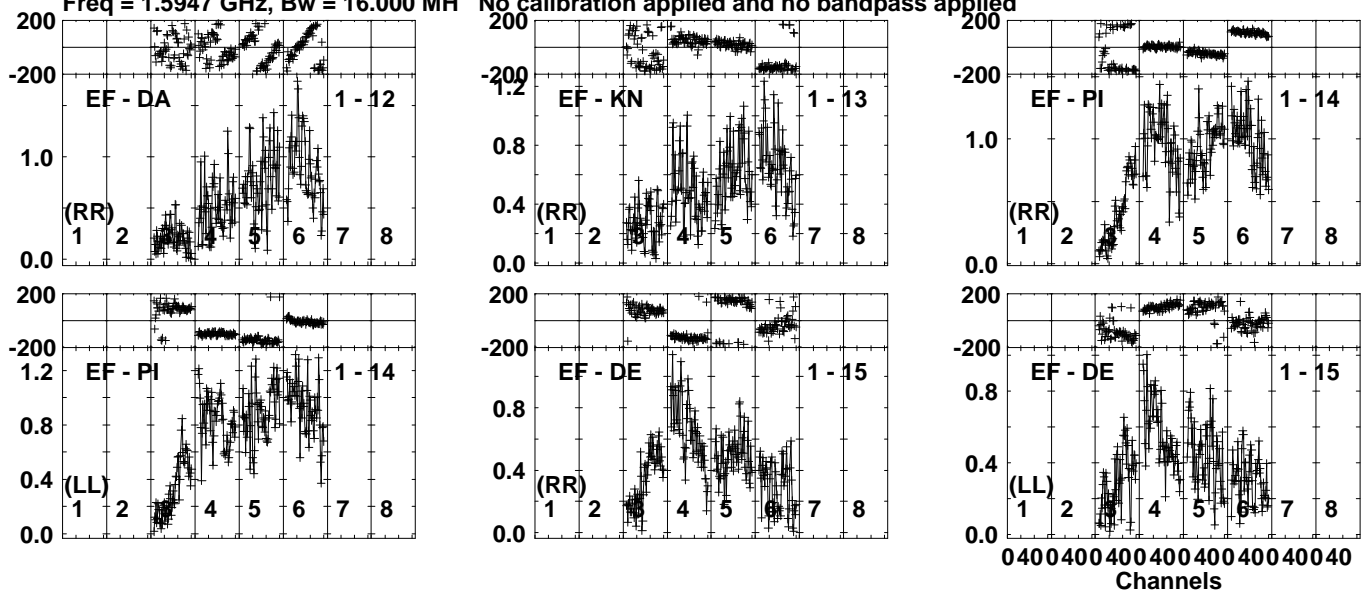 Freq = 1.5947 GHz, Bw = 16.000 MH No calibration applied and no bandpass applied
200
-200
EF - DA 1 - 12
1.0
(RR)
1 2 3 4 5 6 7 8
0.0
200
-200
1.2
EF - KN 1 - 13
0.8
0.4
(RR)
1 2 3 4 5 6 7 8
0.0
200
-200
EF - PI 1 - 14
1.0
(RR)
1 2 3 4 5 6 7 8
0.0
200
-200
EF - PI 1 - 14
1.2
0.8
0.4
(LL)
1 2 3 4 5 6 7 8
0.0
200
-200
EF - DE 1 - 15
0.8
0.4
(RR)
1 2 3 4 5 6 7 8
0.0
200
-200
EF - DE 1 - 15
0.8
0.4
(LL)
1 2 3 4 5 6 7 8
0.0
0 40 0 40 0 40 0 40 0 40 0 40 0 40 0 40
Channels